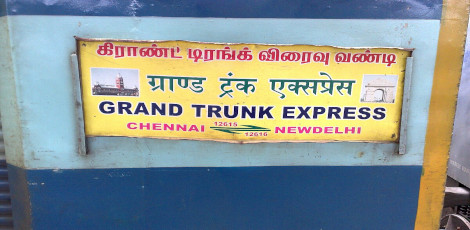 கிராண்ட் டிரங்க் விரைவு வண்டி
ग्राण्ड ट्रंक एक्सप्रेस
GRAND TRUNK EXPRESS
CHENNAI 12615 12616 NEWDELHI